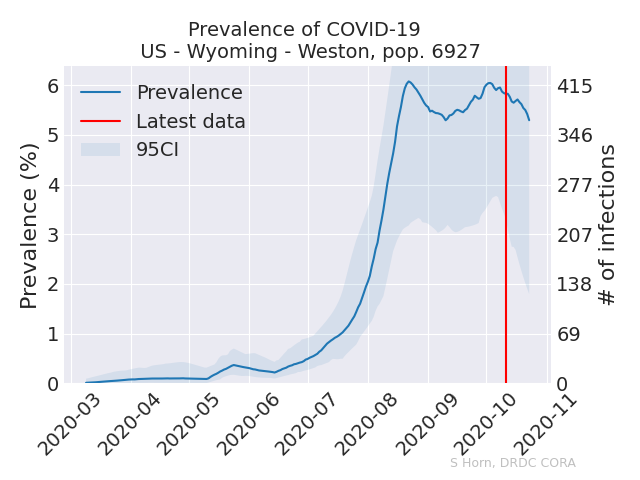 Prevalence of COVID-19
US - Wyoming - Weston, pop. 6927
Prevalence
Latest data
95CI
Prevalence (%)
6
5
4
3
2
1
0
415
346
277
207
138
69
0
# of infections
2020-03
2020-04
2020-05
2020-06
2020-07
2020-08
2020-09
2020-10
2020-11
S Horn, DRDC CORA